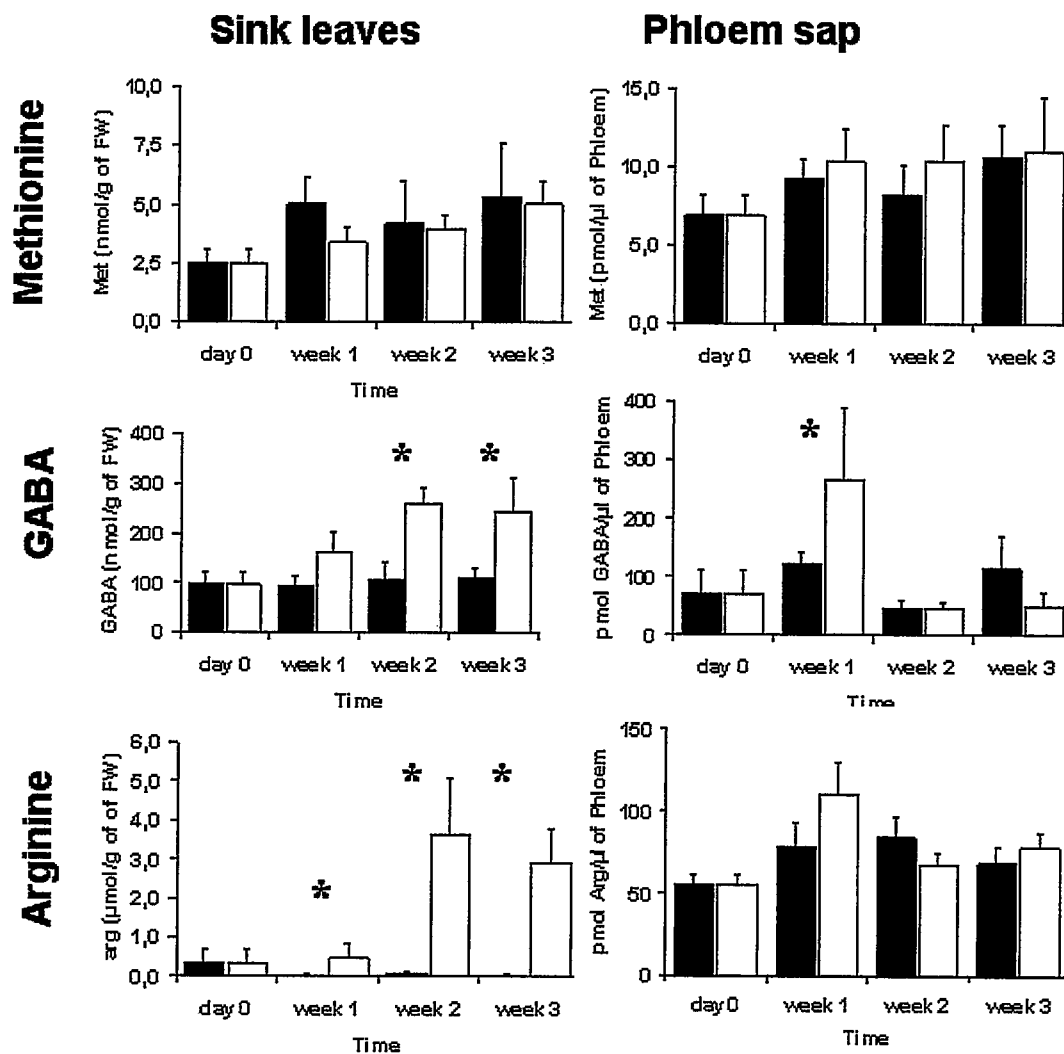 Sink leaves
Phloem sap
Methionine
Met (nmol/g of FW)
10,0
7,5
5,0
2,5
0,0
day 0 week 1 week 2 week 3
Time
Met (pmol/µl of Phloem)
15,0
10,0
5,0
0,0
day 0 week 1 week 2 week 3
Time
GABA
GABA (nmol/g of FW)
400
300
200
100
0
* *
day 0 week 1 week 2 week 3
Time
pmol GABA/µl of Phloem
400
300
200
100
0
*
day 0 week 1 week 2 week 3
Time
Arginine
arg (µmol/g of of FW)
6,0
5,0
4,0
3,0
2,0
1,0
0,0
* * *
day 0 week 1 week 2 week 3
Time
pmol Arg/µl of Phloem
150
100
50
0
day 0 week 1 week 2 week 3
Time